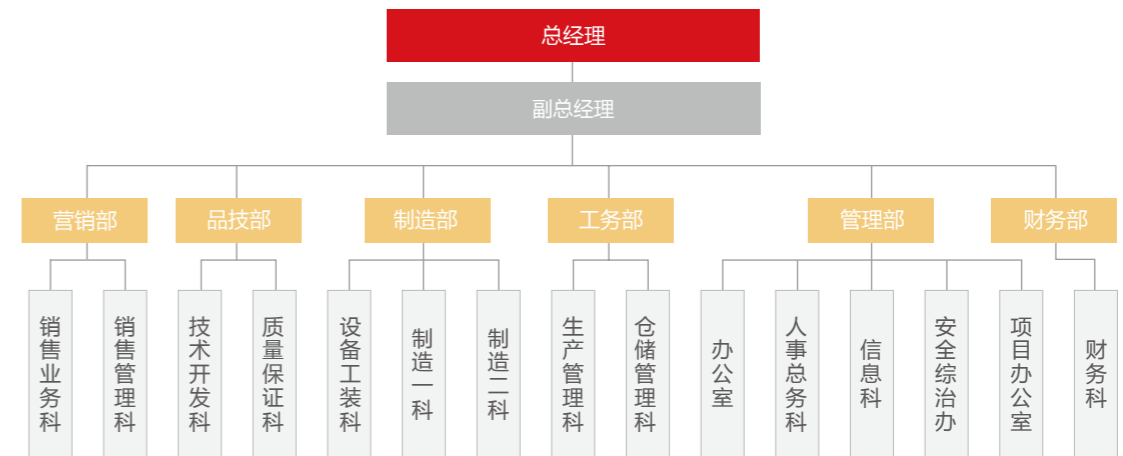 总经理
副总经理
营销部
品技部
制造部
工务部
管理部
财务部
销售业务科
销售管理科
技术开发科
质量保证科
设备工装科
制造一科
制造二科
生产管理科
仓储管理科
办公室
人事总务科
信息科
安全综治办
项目办公室
财务科